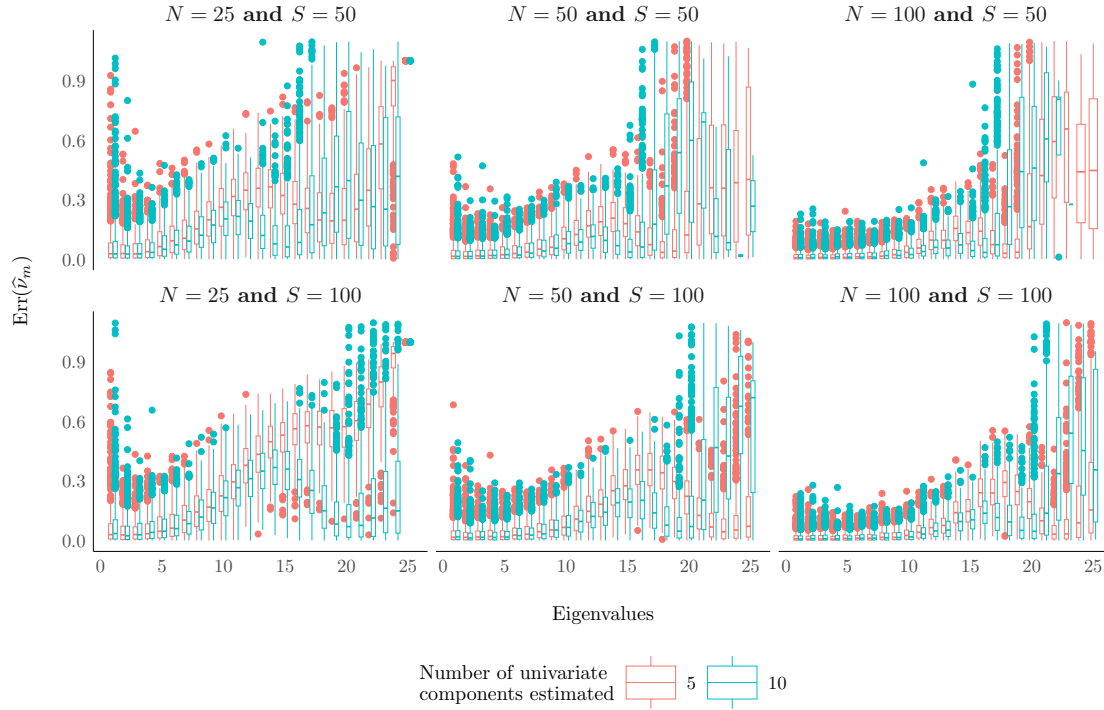 N = 25 and S = 50
N = 50 and S = 50
N = 100 and S = 50
0.9
0.6
0.3
0.0
N = 25 and S = 100
N = 50 and S = 100
N = 100 and S = 100
0.9
0.6
0.3
0.0
Err(ν̂ₘ)
0 5 10 15 20 25
0 5 10 15 20 25
0 5 10 15 20 25
Eigenvalues
Number of univariate
components estimated
5
10